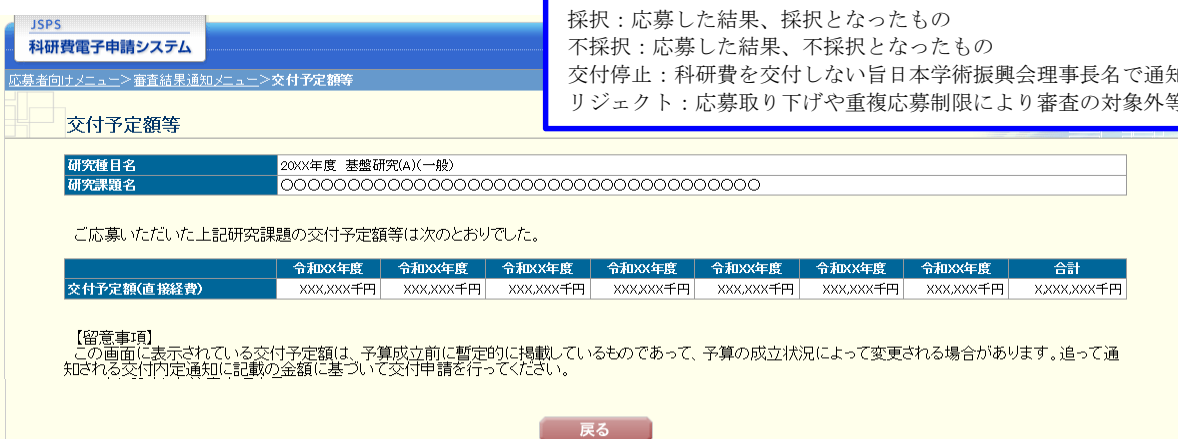 JSPS
科研費電子申請システム
採択：応募した結果、採択となったもの
不採択：応募した結果、不採択となったもの
交付停止：科研費を交付しない旨日本学術振興会理事長名で通知
リジェクト：応募取り下げや重複応募制限により審査の対象外等
応募者向けメニュー＞審査結果通知メニュー＞交付予定額等
交付予定額等
研究種目名 20XX年度 基盤研究(A)(一般)
研究課題名 〇〇〇〇〇〇〇〇〇〇〇〇〇〇〇〇〇〇〇〇〇〇〇〇〇〇〇〇〇〇〇〇〇〇〇〇
ご応募いただいた上記研究課題の交付予定額等は次のとおりでした。
令和XX年度 令和XX年度 令和XX年度 令和XX年度 令和XX年度 令和XX年度 令和XX年度 合計
交付予定額(直接経費) XXX,XXX千円 XXX,XXX千円 XXX,XXX千円 XXX,XXX千円 XXX,XXX千円 XXX,XXX千円 XXX,XXX千円 X,XXX,XXX千円
【留意事項】
この画面に表示されている交付予定額は、予算成立前に暫定的に掲載しているものであって、予算の成立状況によって変更される場合があります。追って通
知される交付内定通知に記載の金額に基づいて交付申請を行ってください。
戻る